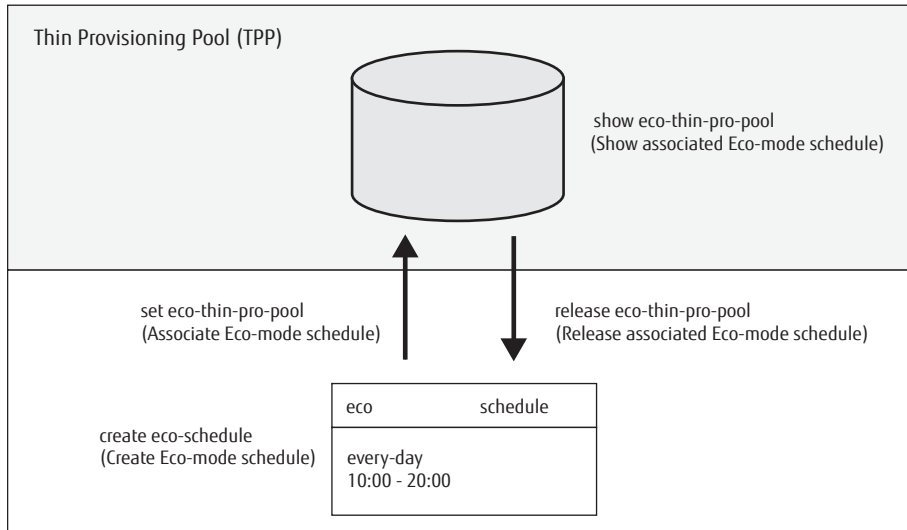 Thin Provisioning Pool (TPP)
show eco-thin-pro-pool
(Show associated Eco-mode schedule)
set eco-thin-pro-pool
(Associate Eco-mode schedule)
release eco-thin-pro-pool
(Release associated Eco-mode schedule)
create eco-schedule
(Create Eco-mode schedule)
eco schedule
every-day
10:00 - 20:00